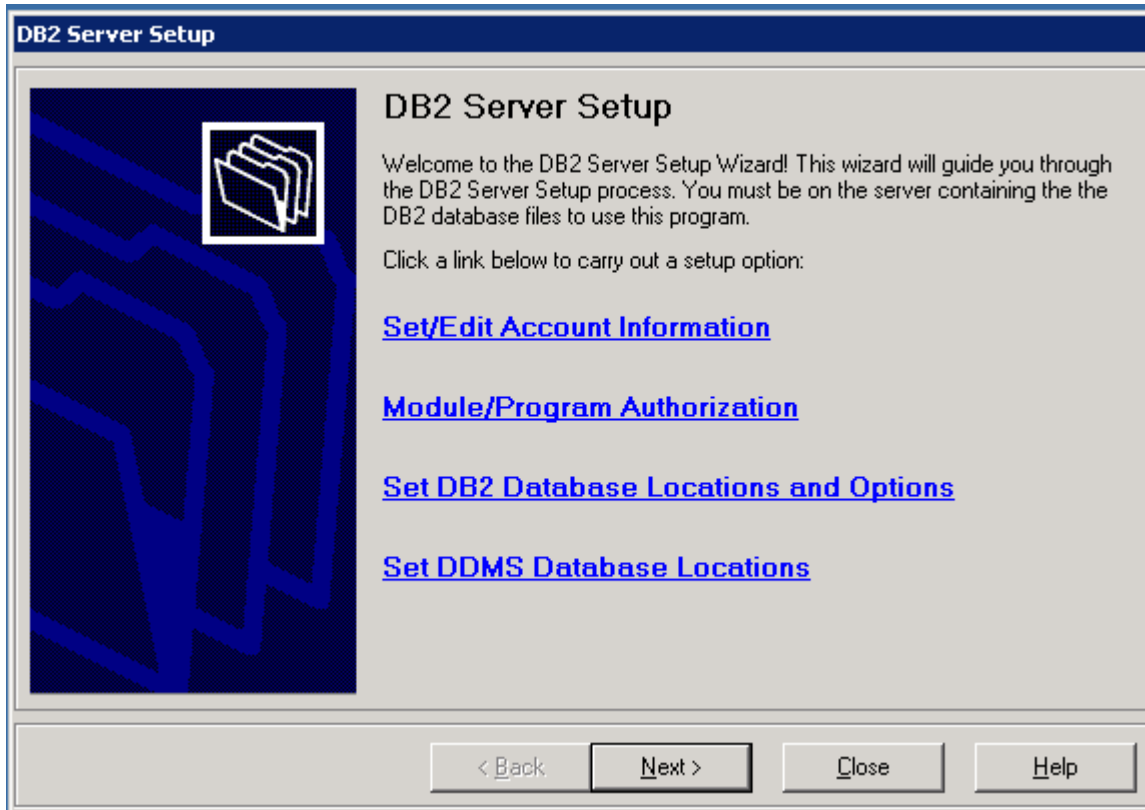 DB2 Server Setup
DB2 Server Setup
Welcome to the DB2 Server Setup Wizard! This wizard will guide you through
the DB2 Server Setup process. You must be on the server containing the the
DB2 database files to use this program.
Click a link below to carry out a setup option:
Set/Edit Account Information
Module/Program Authorization
Set DB2 Database Locations and Options
Set DDMS Database Locations
< Back
Next >
Close
Help